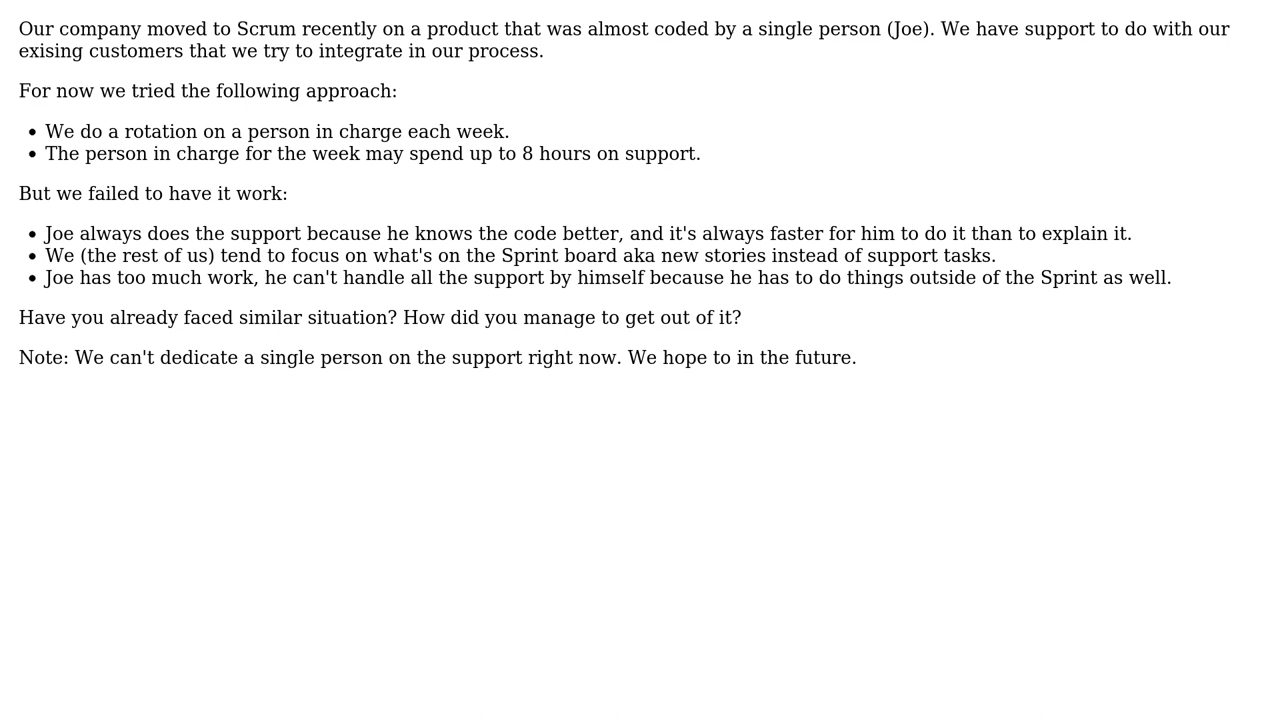 Our company moved to Scrum recently on a product that was almost coded by a single person (Joe). We have support to do with our
exising customers that we try to integrate in our process.
For now we tried the following approach:
• We do a rotation on a person in charge each week.
• The person in charge for the week may spend up to 8 hours on support.
But we failed to have it work:
• Joe always does the support because he knows the code better, and it's always faster for him to do it than to explain it.
• We (the rest of us) tend to focus on what's on the Sprint board aka new stories instead of support tasks.
• Joe has too much work, he can't handle all the support by himself because he has to do things outside of the Sprint as well.
Have you already faced similar situation? How did you manage to get out of it?
Note: We can't dedicate a single person on the support right now. We hope to in the future.